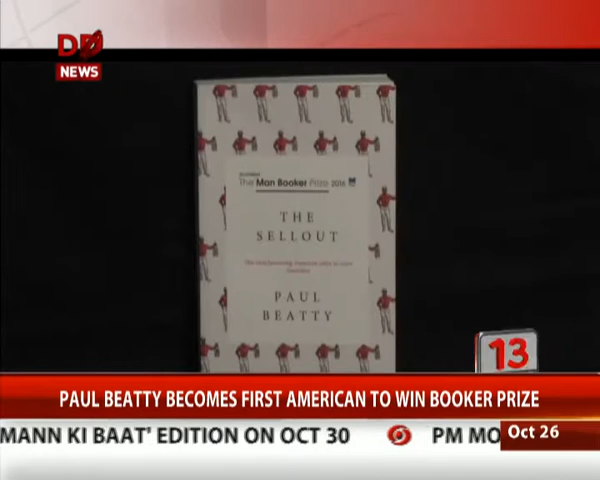 DD
NEWS
The Man Booker Prize 2016
THE
SELLOUT
PAUL
BEATTY
13
PAUL BEATTY BECOMES FIRST AMERICAN TO WIN BOOKER PRIZE
MANN KI BAAT' EDITION ON OCT 30 PM MO
Oct 26